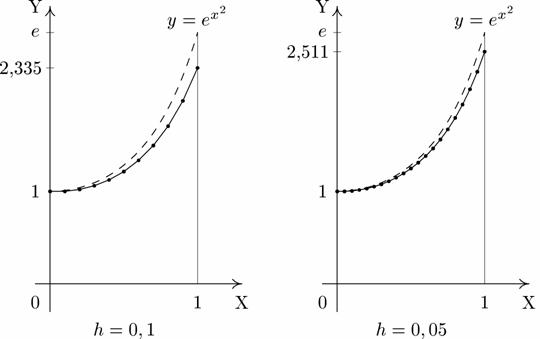 Y
y = e^{x^2}
e
2,335
1
0
1
X
h = 0, 1
Y
y = e^{x^2}
e
2,511
1
0
1
X
h = 0, 05